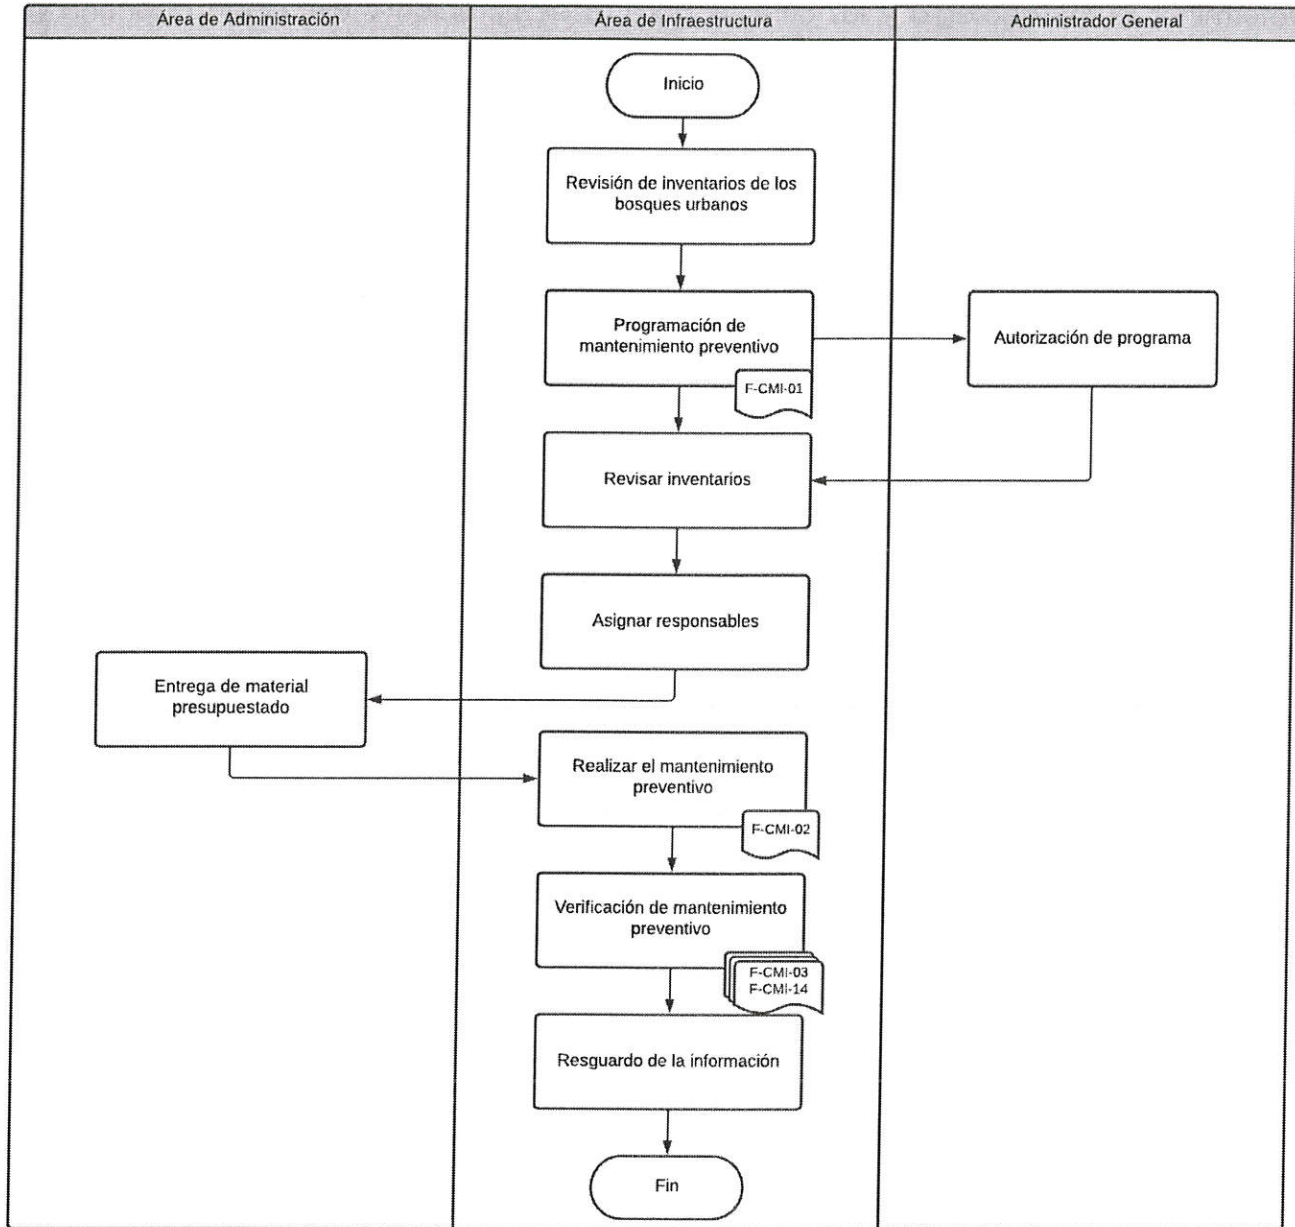 Área de Administración
Área de Infraestructura
Administrador General
Inicio
Revisión de inventarios de los
bosques urbanos
Programación de
mantenimiento preventivo
F-CMI-01
Autorización de programa
Revisar inventarios
Asignar responsables
Entrega de material
presupuestado
Realizar el mantenimiento
preventivo
F-CMI-02
Verificación de mantenimiento
preventivo
F-CMI-03
F-CMI-14
Resguardo de la información
Fin